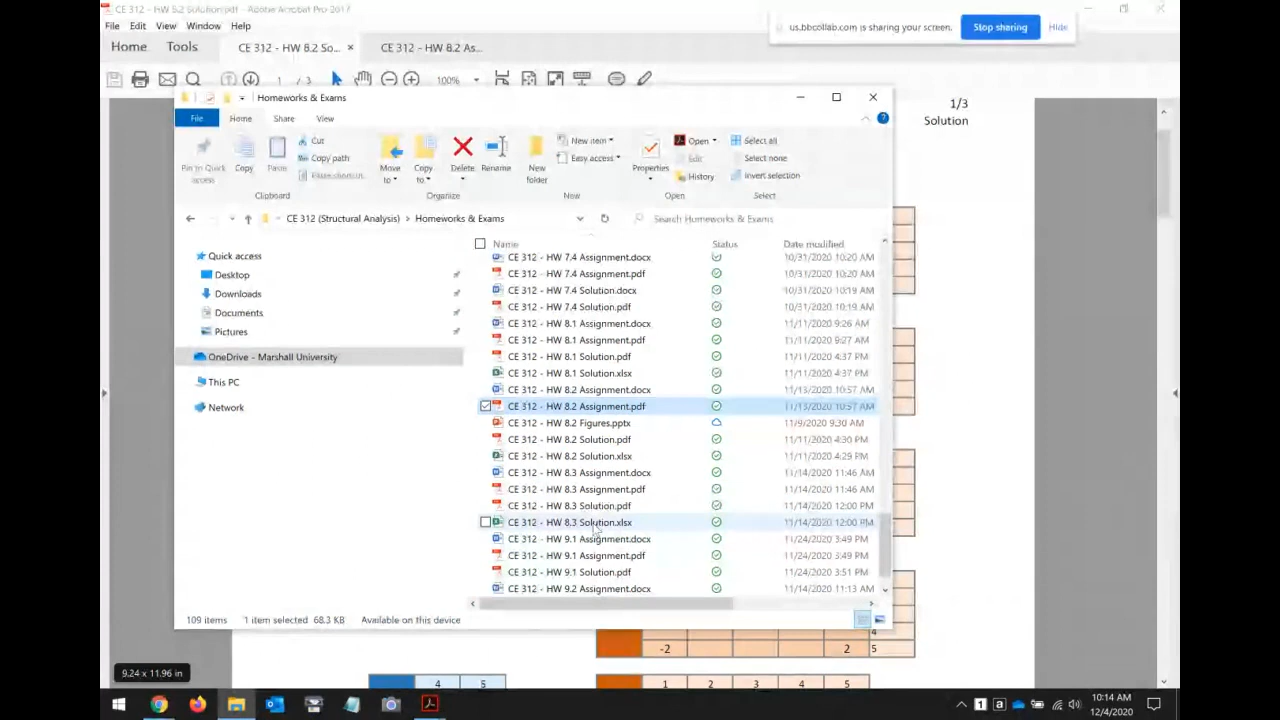 CE 312 - HW 8.2 Solution.pdf - Adobe Acrobat Pro 2017
File Edit View Window Help
us.bbcollab.com is sharing your screen. Stop sharing Hide
Home Tools CE 312 - HW 8.2 So... × CE 312 - HW 8.2 As...
1 / 3 100%
Homeworks & Exams
1/3
Solution
File Home Share View
Pin to Quick access
Copy
Paste
Cut
Copy path
Paste shortcut
Clipboard
Move to
Copy to
Delete
Rename
Organize
New folder
New item
Easy access
New
Properties
Open
Edit
History
Open
Select all
Select none
Invert selection
Select
CE 312 (Structural Analysis) > Homeworks & Exams
Search Homeworks & Exams
Quick access
Desktop
Downloads
Documents
Pictures
OneDrive - Marshall University
This PC
Network
Name Status Date modified
CE 312 - HW 7.4 Assignment.docx 10/31/2020 10:20 AM
CE 312 - HW 7.4 Assignment.pdf 10/31/2020 10:20 AM
CE 312 - HW 7.4 Solution.docx 10/31/2020 10:19 AM
CE 312 - HW 7.4 Solution.pdf 10/31/2020 10:19 AM
CE 312 - HW 8.1 Assignment.docx 11/11/2020 9:26 AM
CE 312 - HW 8.1 Assignment.pdf 11/11/2020 9:27 AM
CE 312 - HW 8.1 Solution.pdf 11/11/2020 4:37 PM
CE 312 - HW 8.1 Solution.xlsx 11/11/2020 4:37 PM
CE 312 - HW 8.2 Assignment.docx 11/13/2020 10:57 AM
CE 312 - HW 8.2 Assignment.pdf 11/13/2020 10:57 AM
CE 312 - HW 8.2 Figures.pptx 11/9/2020 9:30 AM
CE 312 - HW 8.2 Solution.pdf 11/11/2020 4:30 PM
CE 312 - HW 8.2 Solution.xlsx 11/11/2020 4:29 PM
CE 312 - HW 8.3 Assignment.docx 11/14/2020 11:46 AM
CE 312 - HW 8.3 Assignment.pdf 11/14/2020 11:46 AM
CE 312 - HW 8.3 Solution.pdf 11/14/2020 12:00 PM
CE 312 - HW 8.3 Solution.xlsx 11/14/2020 12:00 PM
CE 312 - HW 9.1 Assignment.docx 11/24/2020 3:49 PM
CE 312 - HW 9.1 Assignment.pdf 11/24/2020 3:49 PM
CE 312 - HW 9.1 Solution.pdf 11/24/2020 3:51 PM
CE 312 - HW 9.2 Assignment.docx 11/14/2020 11:13 AM
109 items 1 item selected 68.3 KB Available on this device
4
-2 2 5
9.24 x 11.96 in
4 5 1 2 3 4 5
10:14 AM
12/4/2020